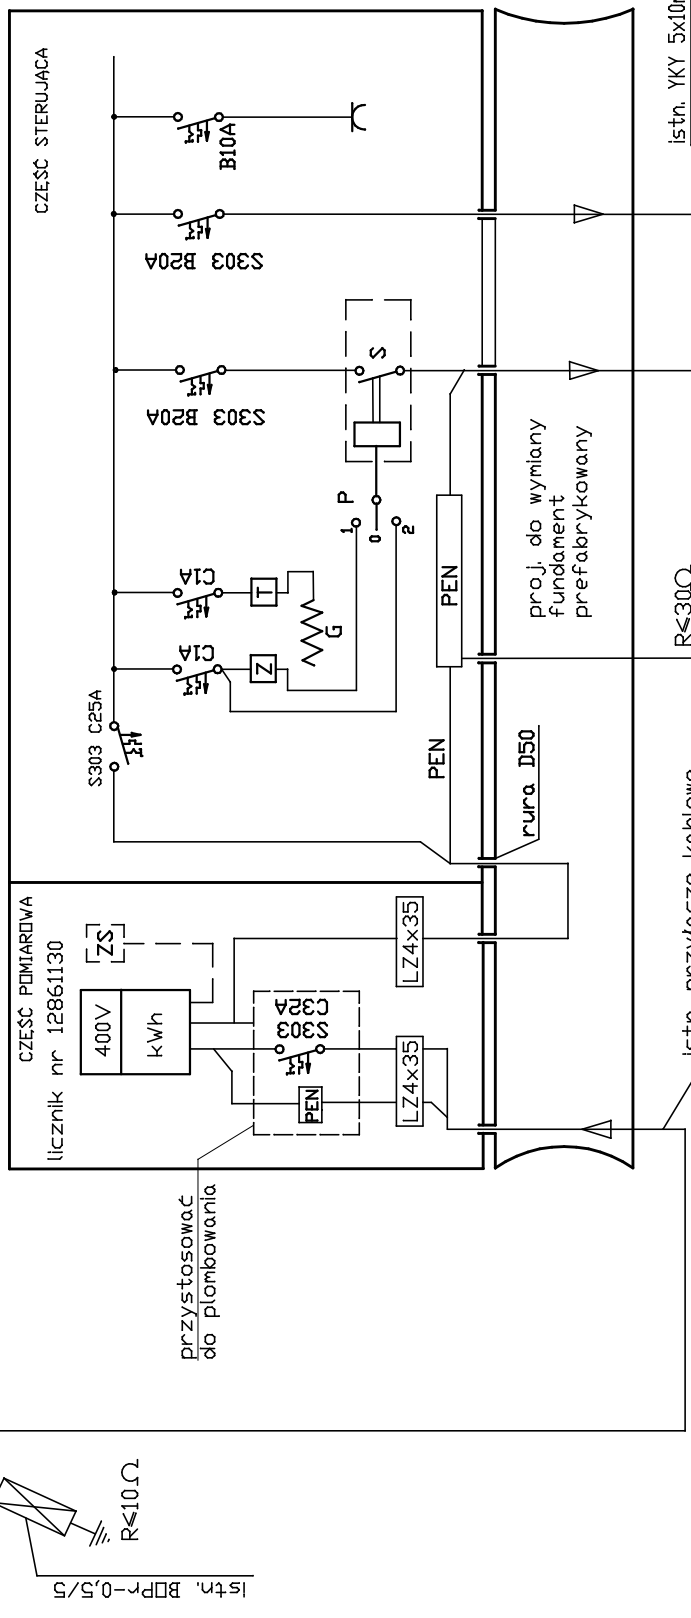 CZĘŚĆ STERUJĄCA
B10A
S303 B20A
S303 B20A
S
P
1
0
2
C1A
T
G
C1A
Z
S303 C25A
PEN
PEN
rura D50
proj. do wymiany
fundament
prefabrykowany
istn. YKY 5x10
R≤30Ω
CZĘŚĆ POMIAROWA
licznik nr 12861130
400V
kWh
ZS
LZ4x35
S303
C32A
PEN
LZ4x35
przystosować
do plombowania
istn. przyłącze kablowe
R≤10Ω
istn. BOPr-0,5/5